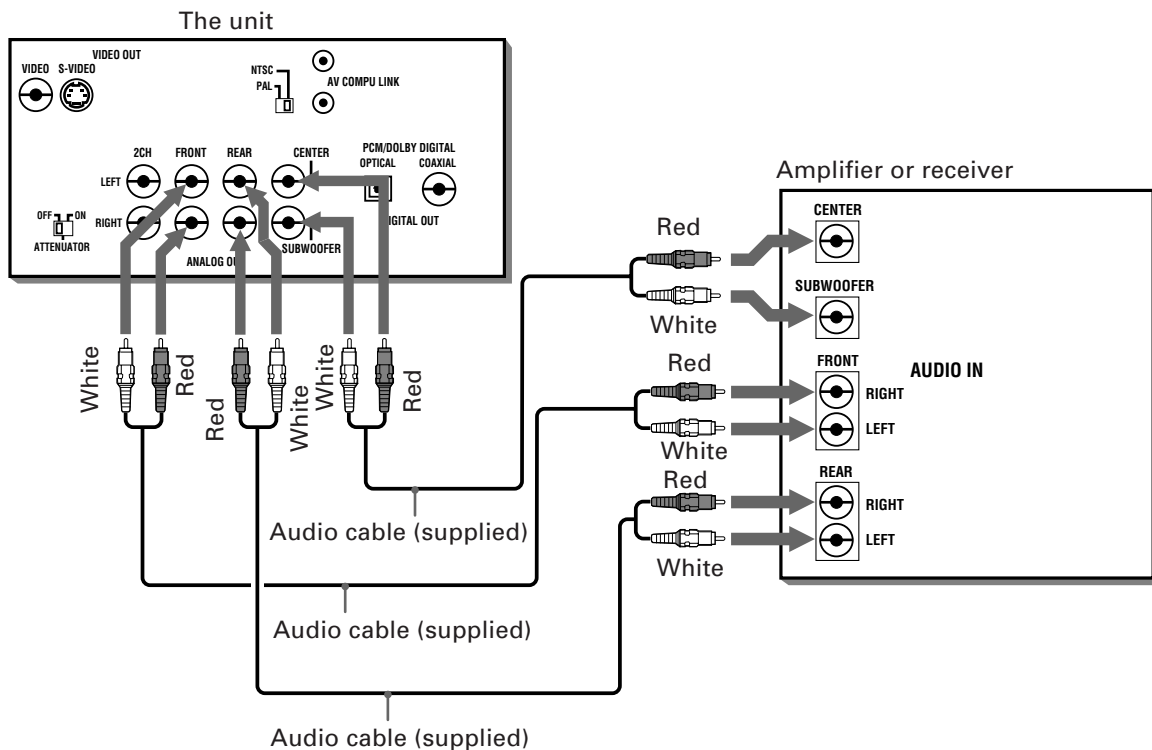 The unit
VIDEO OUT
VIDEO S-VIDEO
NTSC
PAL
AV COMPU LINK
2CH FRONT REAR CENTER
PCM/DOLBY DIGITAL
OPTICAL COAXIAL
LEFT
RIGHT
OFF ON
ATTENUATOR
ANALOG OU
SUBWOOFER
IGITAL OUT
White
Red
Red
White
White
Red
Audio cable (supplied)
Audio cable (supplied)
Audio cable (supplied)
Amplifier or receiver
Red
White
Red
White
Red
White
CENTER
SUBWOOFER
FRONT
RIGHT
LEFT
AUDIO IN
REAR
RIGHT
LEFT